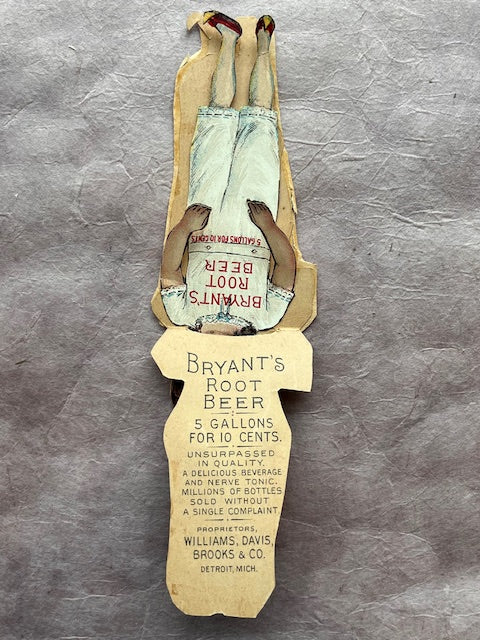 5 GALLONS FOR 10 CENTS
BRYANT'S
ROOT
BEER
BRYANT'S
ROOT
BEER
5 GALLONS
FOR 10 CENTS.
UNSURPASSED
IN QUALITY.
A DELICIOUS BEVERAGE
AND NERVE TONIC.
MILLIONS OF BOTTLES
SOLD WITHOUT
A SINGLE COMPLAINT.
PROPRIETORS,
WILLIAMS, DAVIS,
BROOKS & CO.
DETROIT, MICH.